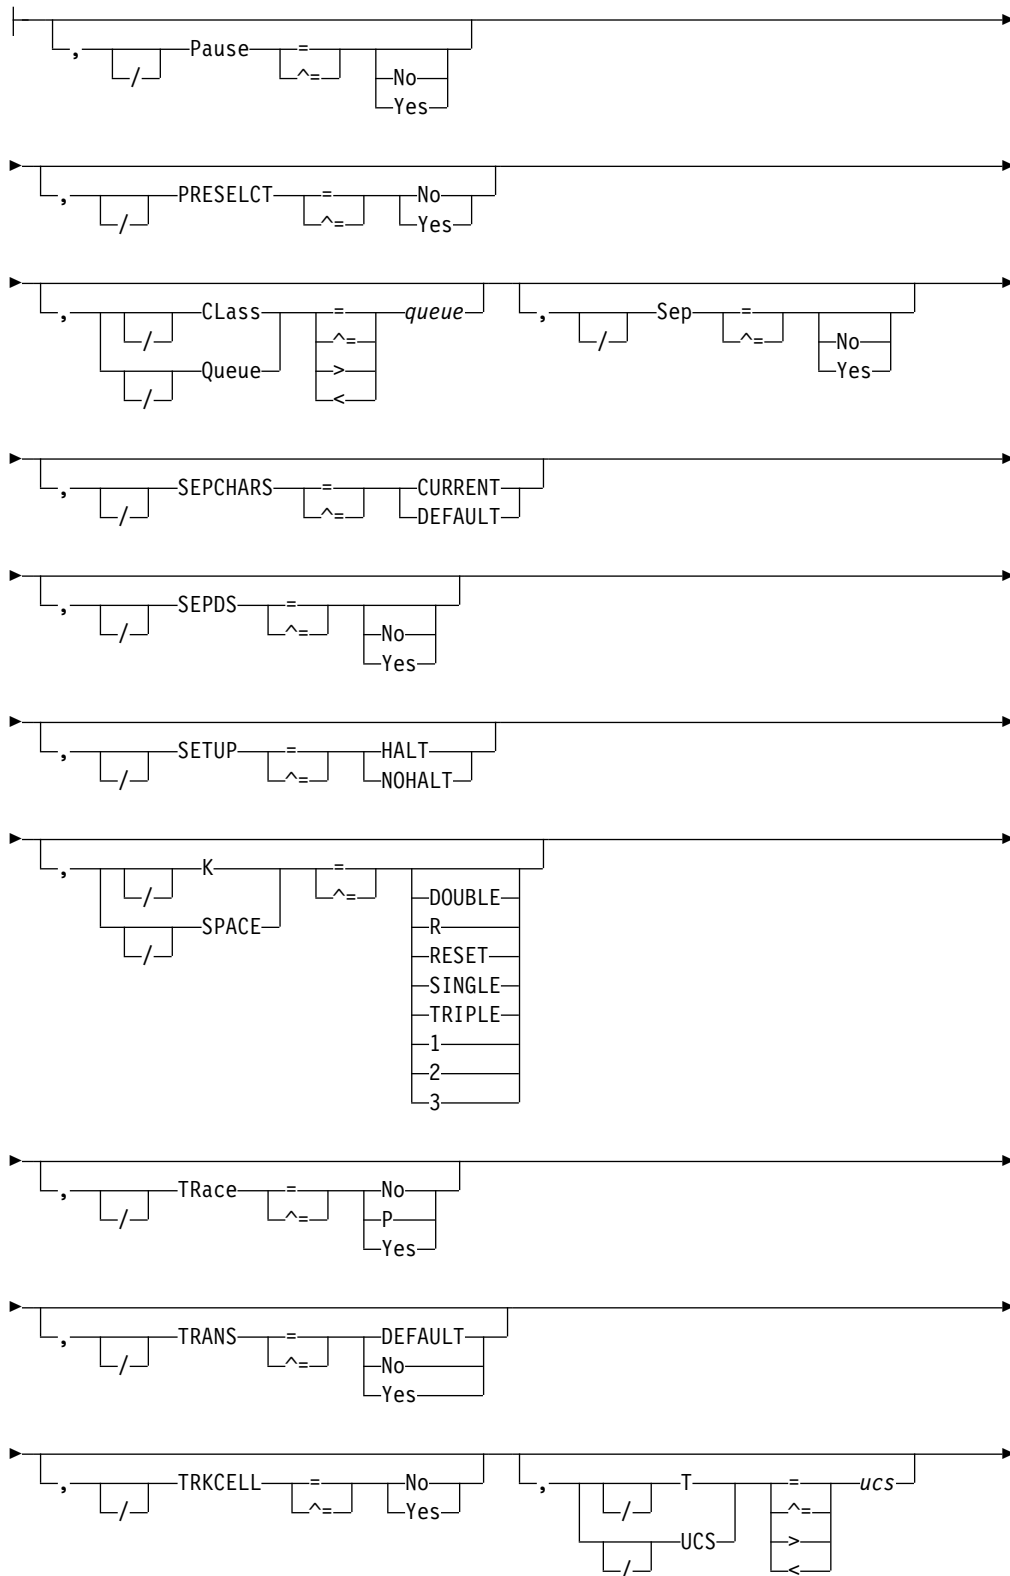 , / Pause = ^= No Yes
, / PRESELCT = ^= No Yes
, / CLass / Queue = ^= > < queue , / Sep = ^= No Yes
, / SEPCHARS = ^= CURRENT DEFAULT
, / SEPDS = ^= No Yes
, / SETUP = ^= HALT NOHALT
, / K / SPACE = ^= DOUBLE R RESET SINGLE TRIPLE 1 2 3
, / TRace = ^= No P Yes
, / TRANS = ^= DEFAULT No Yes
, / TRKCELL = ^= No Yes , / T / UCS = ^= > < ucs